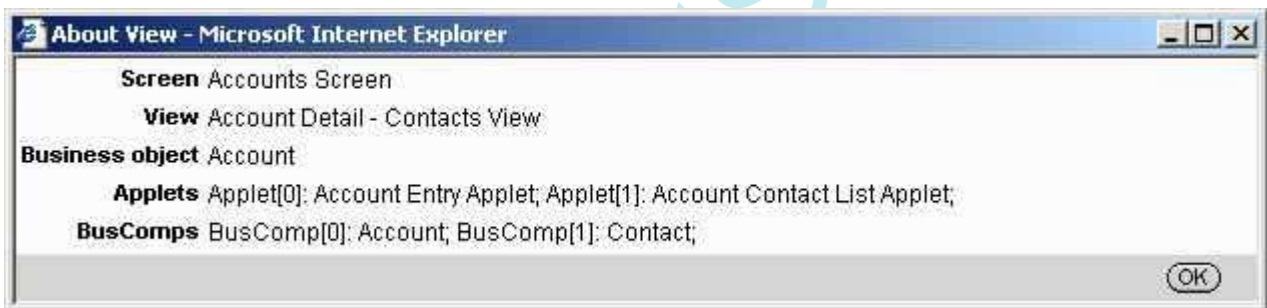 About View - Microsoft Internet Explorer
Screen Accounts Screen
View Account Detail - Contacts View
Business object Account
Applets Applet[0]: Account Entry Applet; Applet[1]: Account Contact List Applet;
BusComps BusComp[0]: Account; BusComp[1]: Contact;
OK